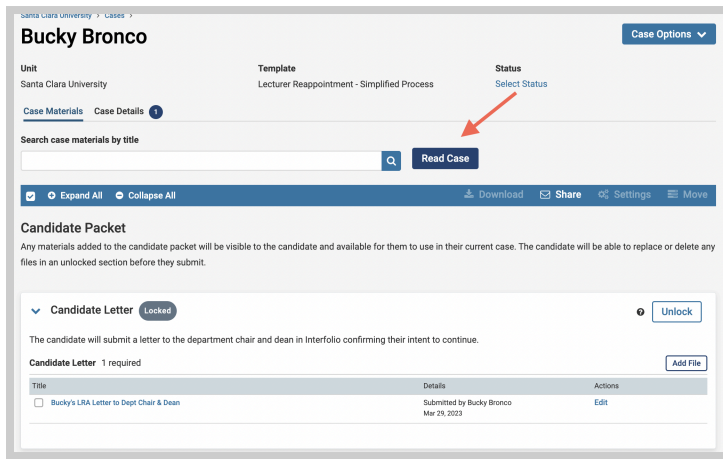 Santa Clara University > Cases >
Bucky Bronco
Case Options
Unit
Template
Status
Santa Clara University
Lecturer Reappointment - Simplified Process
Select Status
Case Materials Case Details 1
Search case materials by title
Read Case
Expand All Collapse All Download Share Settings Move
Candidate Packet
Any materials added to the candidate packet will be visible to the candidate and available for them to use in their current case. The candidate will be able to replace or delete any
files in an unlocked section before they submit.
Candidate Letter Locked ? Unlock
The candidate will submit a letter to the department chair and dean in Interfolio confirming their intent to continue.
Candidate Letter 1 required Add File
Title Details Actions
Bucky's LRA Letter to Dept Chair & Dean Submitted by Bucky Bronco Edit
Mar 29, 2023